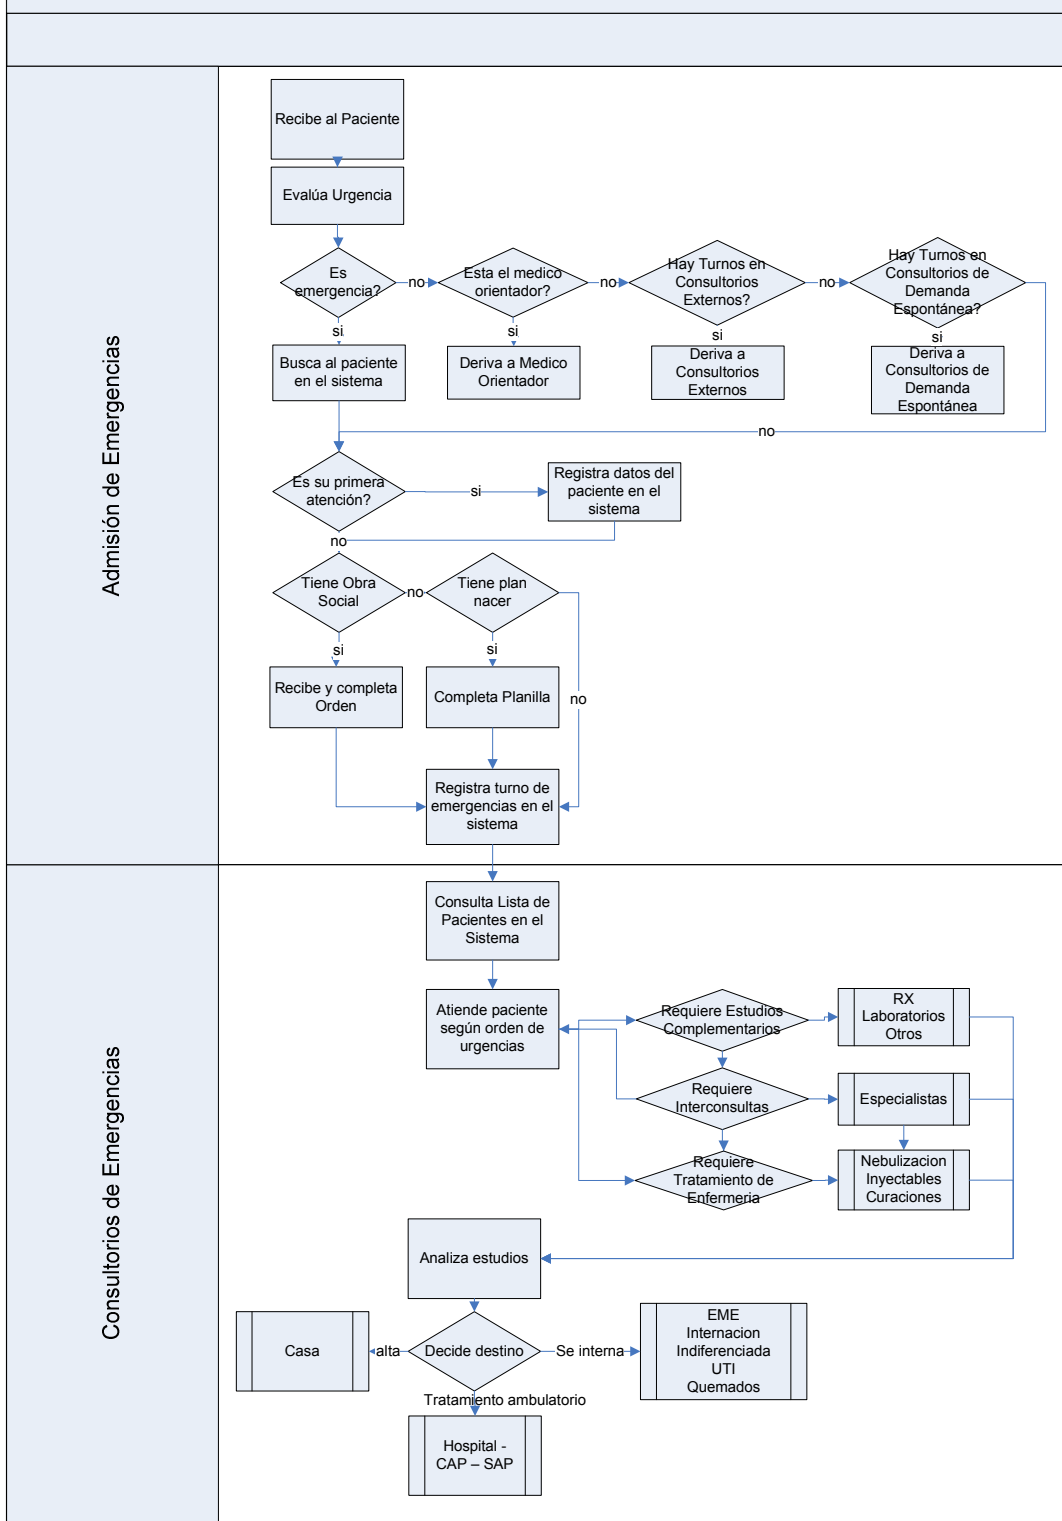 Admisión de Emergencias
Recibe al Paciente
Evalúa Urgencia
Es
emergencia?
no
Esta el medico
orientador?
no
Hay Turnos en
Consultorios
Externos?
no
Hay Turnos en
Consultorios de
Demanda
Espontánea?
si
si
si
si
Busca al paciente
en el sistema
Deriva a Medico
Orientador
Deriva a
Consultorios
Externos
Deriva a
Consultorios de
Demanda
Espontánea
no
Es su primera
atención?
si
Registra datos del
paciente en el
sistema
no
Tiene Obra
Social
no
Tiene plan
nacer
si
si
no
Recibe y completa
Orden
Completa Planilla
Registra turno de
emergencias en el
sistema
Consultorios de Emergencias
Consulta Lista de
Pacientes en el
Sistema
Atiende paciente
según orden de
urgencias
Requiere Estudios
Complementarios
RX
Laboratorios
Otros
Requiere
Interconsultas
Especialistas
Requiere
Tratamiento de
Enfermeria
Nebulizacion
Inyectables
Curaciones
Analiza estudios
Casa
alta
Decide destino
Se interna
EME
Internacion
Indiferenciada
UTI
Quemados
Tratamiento ambulatorio
Hospital -
CAP – SAP